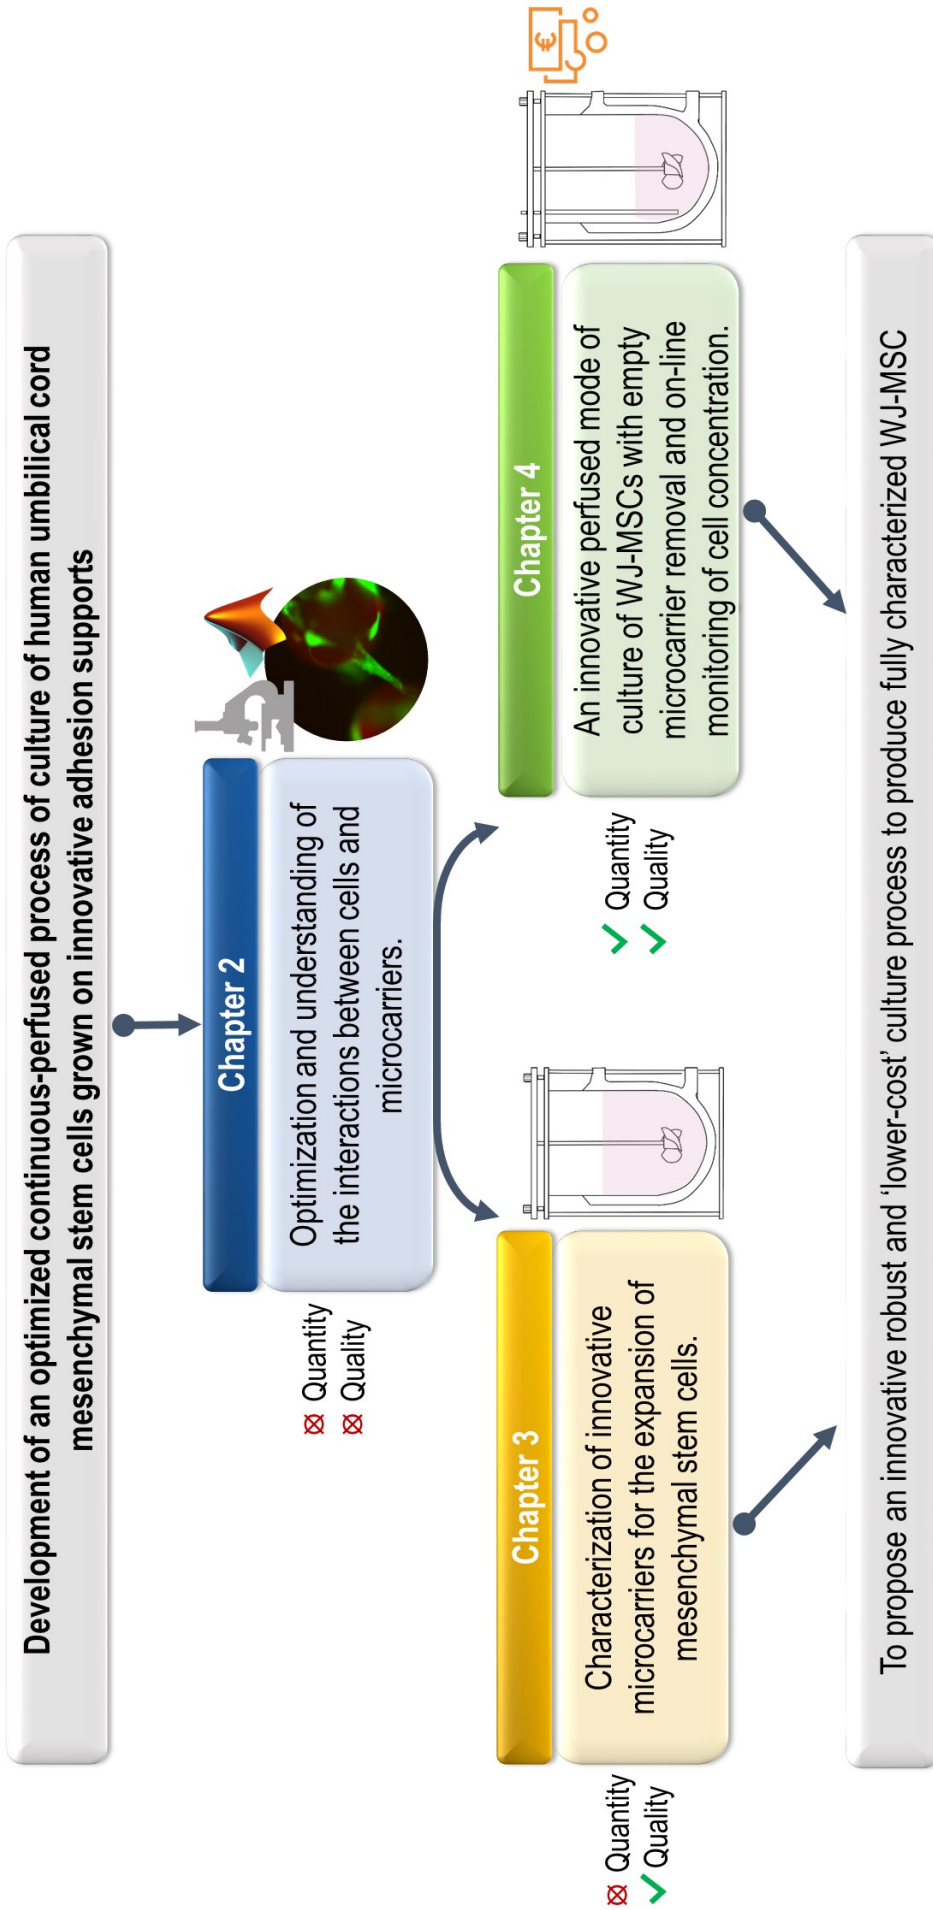 Development of an optimized continuous-perfused process of culture of human umbilical cord
mesenchymal stem cells grown on innovative adhesion supports
Chapter 2
Quantity
Quality
Optimization and understanding of
the interactions between cells and
microcarriers.
Chapter 3
Quantity
Quality
Characterization of innovative
microcarriers for the expansion of
mesenchymal stem cells.
Chapter 4
Quantity
Quality
An innovative perfused mode of
culture of WJ-MSCs with empty
microcarrier removal and on-line
monitoring of cell concentration.
€
To propose an innovative robust and ‘lower-cost’ culture process to produce fully characterized WJ-MSC